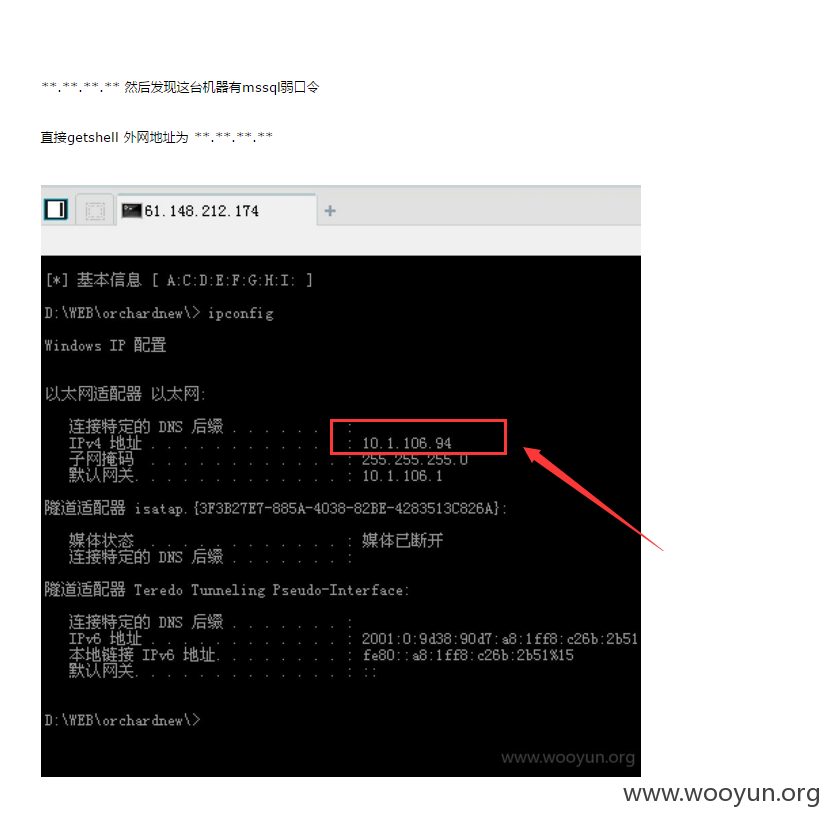 **.**.**.** 然后发现这台机器有mssql弱口令
直接getshell 外网地址为 **.**.**.**
61.148.212.174 +
[*] 基本信息 [ A:C:D:E:F:G:H:I: ]
D:\WEB\orchardnew\> ipconfig
Windows IP 配置
以太网适配器 以太网:
连接特定的 DNS 后缀 . . . . . . . :
IPv4 地址 . . . . . . . . . . . . : 10.1.106.94
子网掩码 . . . . . . . . . . . . : 255.255.255.0
默认网关. . . . . . . . . . . . . : 10.1.106.1
隧道适配器 isatap.{3F3B27E7-885A-4038-82BE-4283513C826A}:
媒体状态 . . . . . . . . . . . . : 媒体已断开
连接特定的 DNS 后缀 . . . . . . . :
隧道适配器 Teredo Tunneling Pseudo-Interface:
连接特定的 DNS 后缀 . . . . . . . :
IPv6 地址 . . . . . . . . . . . . : 2001:0:9d38:90d7:a8:1ff8:c26b:2b51
本地链接 IPv6 地址. . . . . . . . : fe80::a8:1ff8:c26b:2b51%15
默认网关. . . . . . . . . . . . . : ::
D:\WEB\orchardnew\>
www.wooyun.org
www.wooyun.org